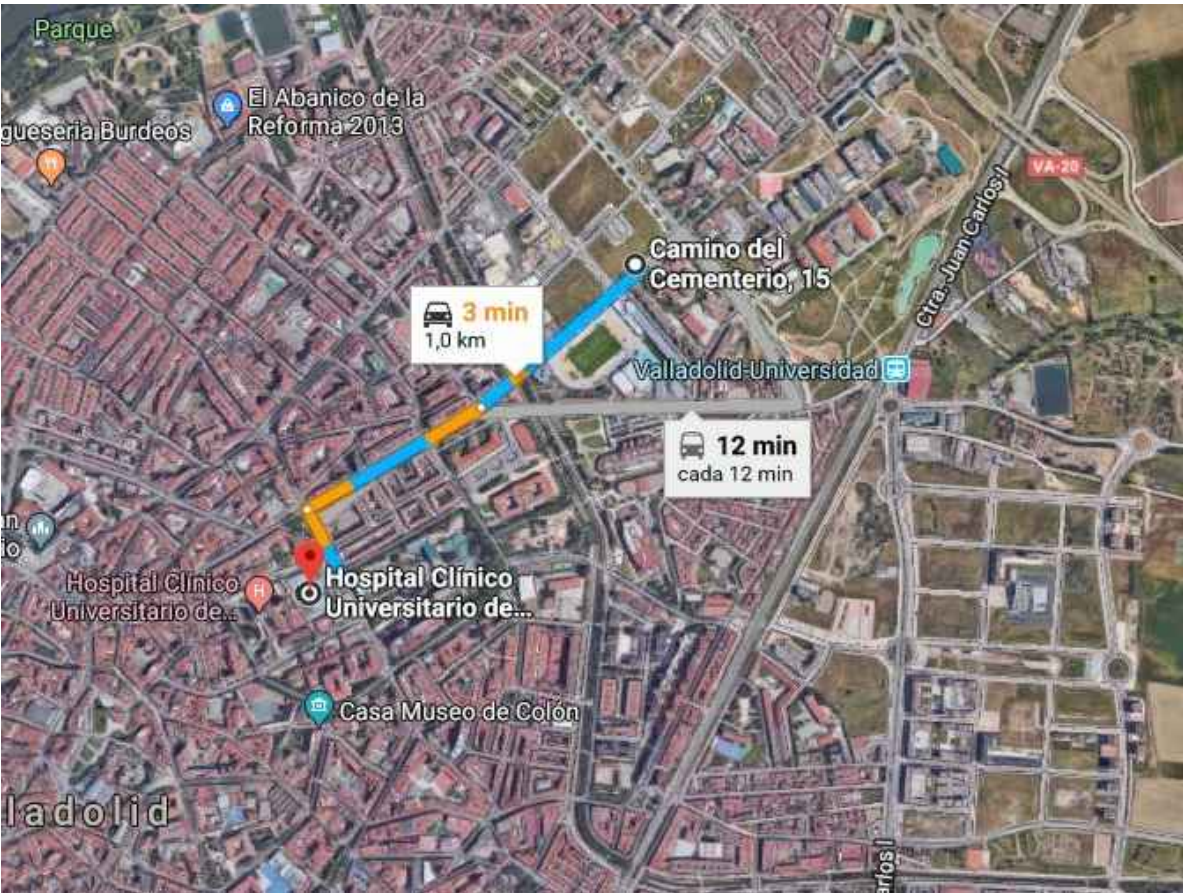 Parque
El Abanico de la
Reforma 2013
gueseria Burdeos
VA-20
Camino del
Cementerio, 15
Ctra. Juan Carlos I
3 min
1,0 km
Valladolid-Universidad
12 min
cada 12 min
Hospital Clínico
Universitario de...
H
Hospital Clínico
Universitario de...
Casa Museo de Colón
lladolid
arlos I